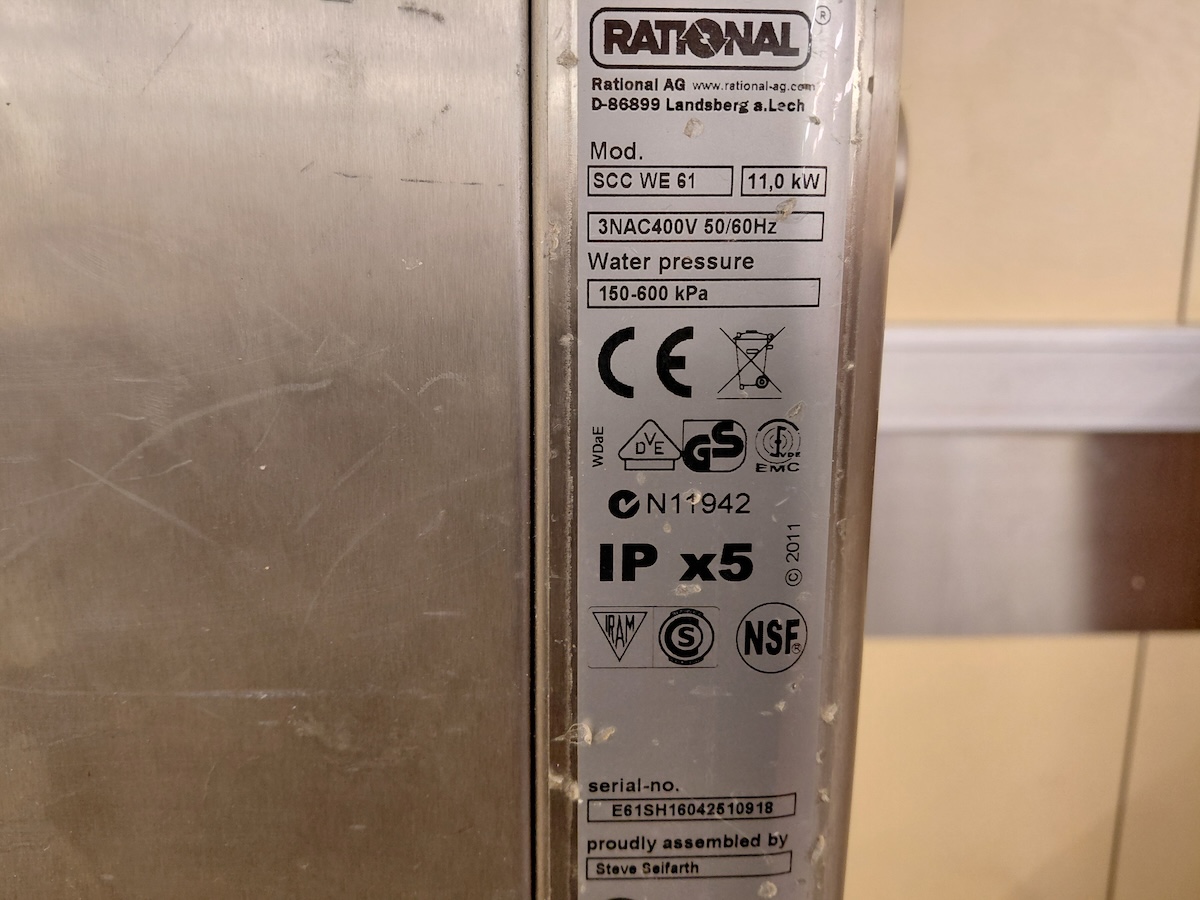 RATIONAL ®
Rational AG www.rational-ag.com
D-86899 Landsberg a.Lech
Mod.
SCC WE 61 11,0 kW
3NAC400V 50/60Hz
Water pressure
150-600 kPa
CE
WDaE DVE GS VDE EMC
N11942
IP x5 © 2011
IRAM S NSF ®
serial-no.
E61SH16042510918
proudly assembled by
Steve Seifarth